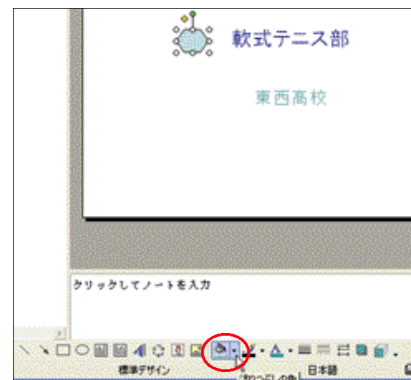 軟式テニス部
東西高校
クリックしてノートを入力
標準デザイン
日本語